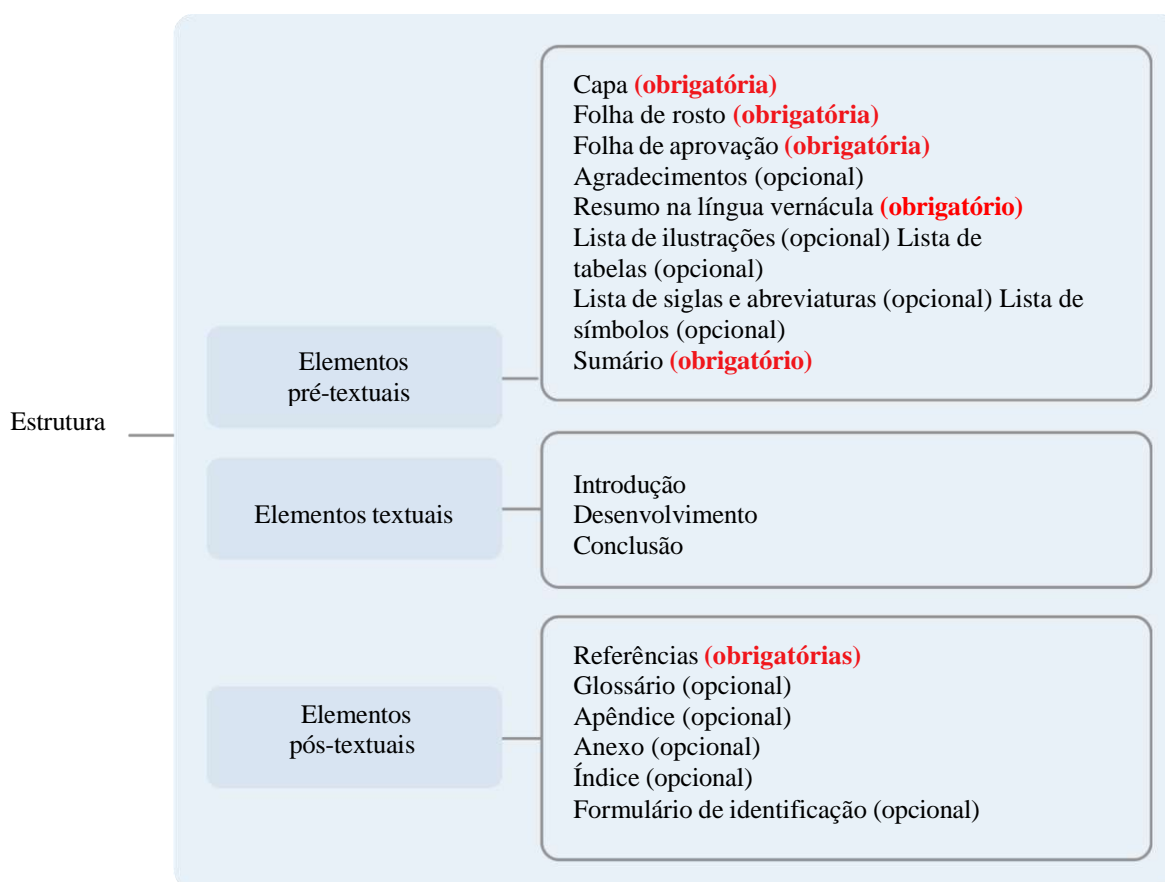 Estrutura
Elementos
pré-textuais
Capa (obrigatória)
Folha de rosto (obrigatória)
Folha de aprovação (obrigatória)
Agradecimentos (opcional)
Resumo na língua vernácula (obrigatório)
Lista de ilustrações (opcional) Lista de
tabelas (opcional)
Lista de siglas e abreviaturas (opcional) Lista de
símbolos (opcional)
Sumário (obrigatório)
Elementos textuais
Introdução
Desenvolvimento
Conclusão
Elementos
pós-textuais
Referências (obrigatórias)
Glossário (opcional)
Apêndice (opcional)
Anexo (opcional)
Índice (opcional)
Formulário de identificação (opcional)